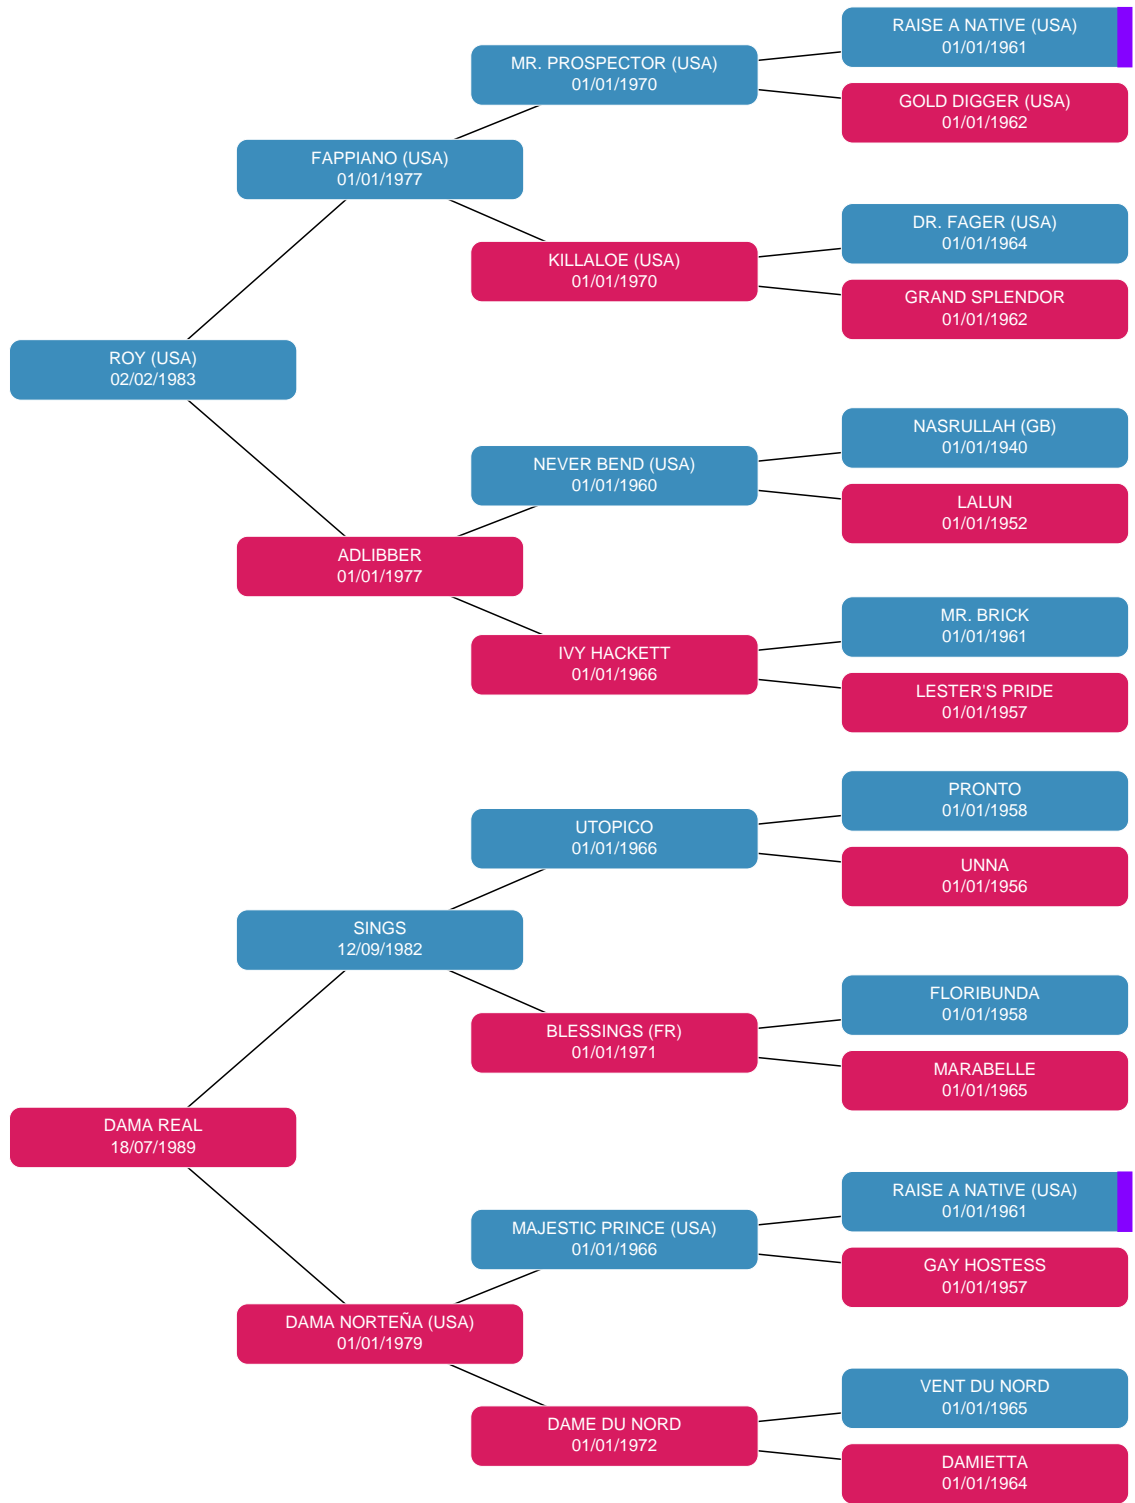 RAISE A NATIVE (USA)
01/01/1961
MR. PROSPECTOR (USA)
01/01/1970
GOLD DIGGER (USA)
01/01/1962
FAPPIANO (USA)
01/01/1977
DR. FAGER (USA)
01/01/1964
KILLALOE (USA)
01/01/1970
GRAND SPLENDOR
01/01/1962
ROY (USA)
02/02/1983
NASRULLAH (GB)
01/01/1940
NEVER BEND (USA)
01/01/1960
LALUN
01/01/1952
ADLIBBER
01/01/1977
MR. BRICK
01/01/1961
IVY HACKETT
01/01/1966
LESTER'S PRIDE
01/01/1957
PRONTO
01/01/1958
UTOPICO
01/01/1966
UNNA
01/01/1956
SINGS
12/09/1982
FLORIBUNDA
01/01/1958
BLESSINGS (FR)
01/01/1971
MARABELLE
01/01/1965
DAMA REAL
18/07/1989
RAISE A NATIVE (USA)
01/01/1961
MAJESTIC PRINCE (USA)
01/01/1966
GAY HOSTESS
01/01/1957
DAMA NORTEÑA (USA)
01/01/1979
VENT DU NORD
01/01/1965
DAME DU NORD
01/01/1972
DAMIETTA
01/01/1964